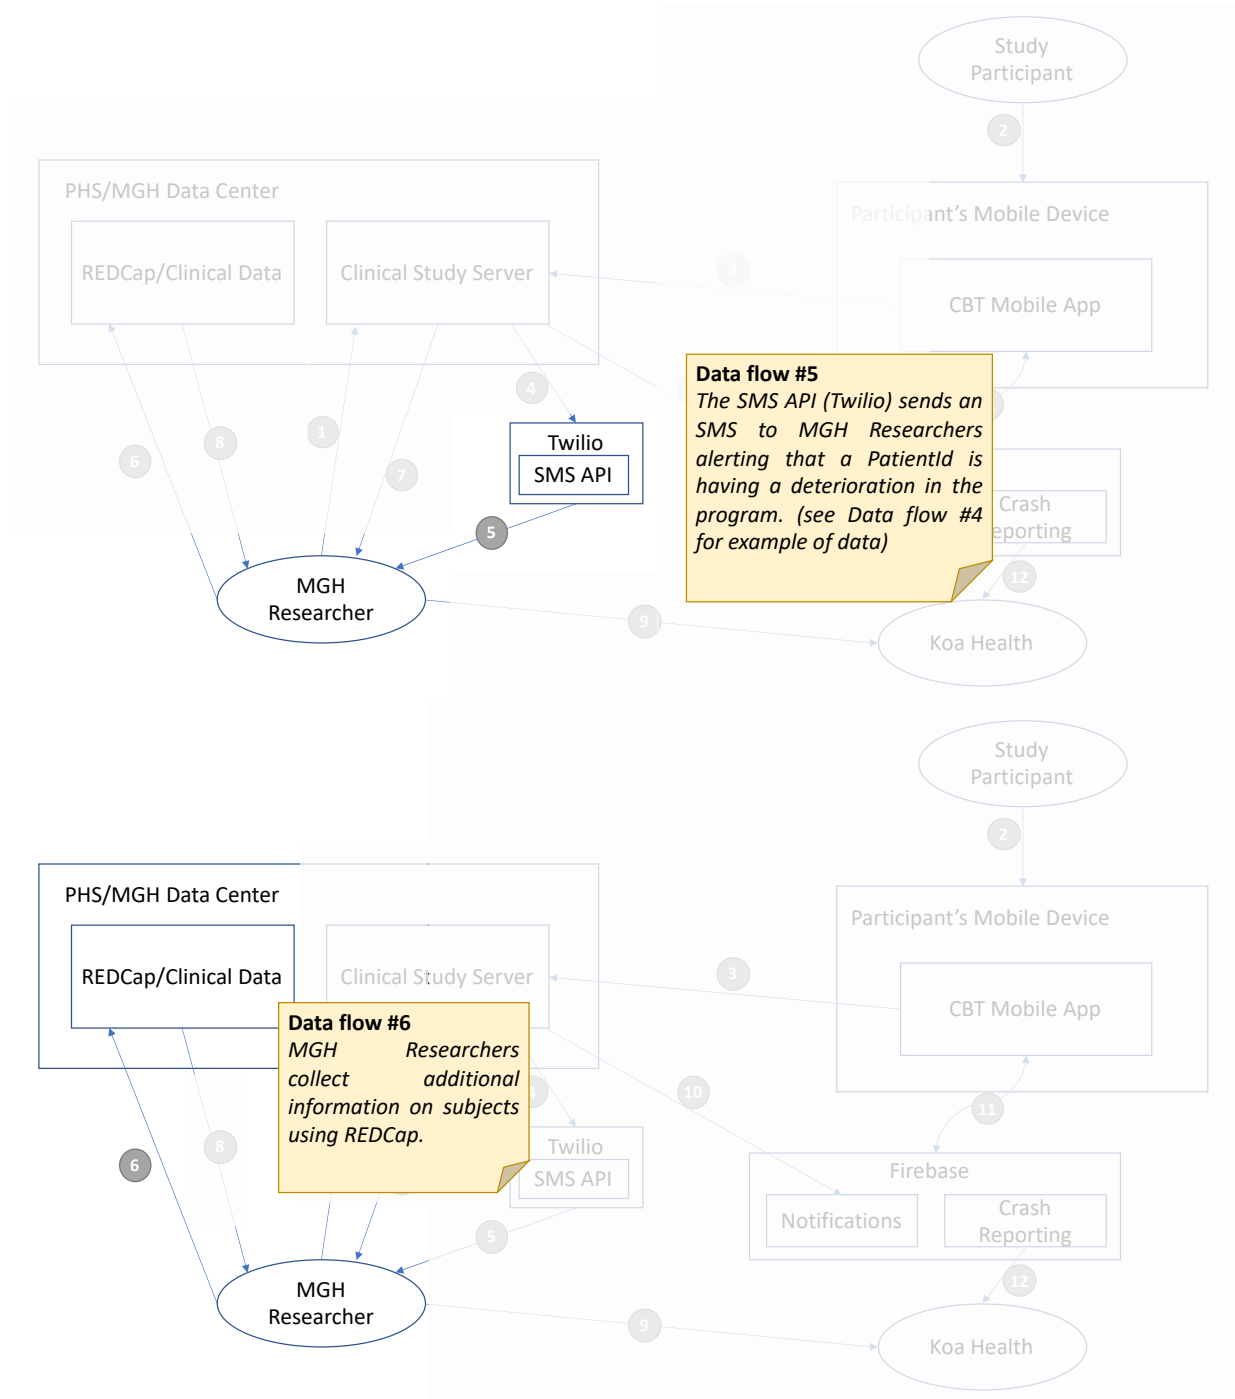 Study
Participant
2
PHS/MGH Data Center
Participant's Mobile Device
REDCap/Clinical Data
Clinical Study Server
3
CBT Mobile App
Data flow #5
The SMS API (Twilio) sends an
SMS to MGH Researchers
alerting that a PatientId is
having a deterioration in the
program. (see Data flow #4
for example of data)
4
1
8
6
7
Twilio
SMS API
5
Crash
eporting
12
MGH
Researcher
9
Koa Health
Study
Participant
2
PHS/MGH Data Center
Participant's Mobile Device
REDCap/Clinical Data
Clinical Study Server
3
CBT Mobile App
Data flow #6
MGH Researchers
collect additional
information on subjects
using REDCap.
4
10
11
8
6
Twilio
SMS API
Firebase
Notifications
Crash
Reporting
5
12
MGH
Researcher
9
Koa Health